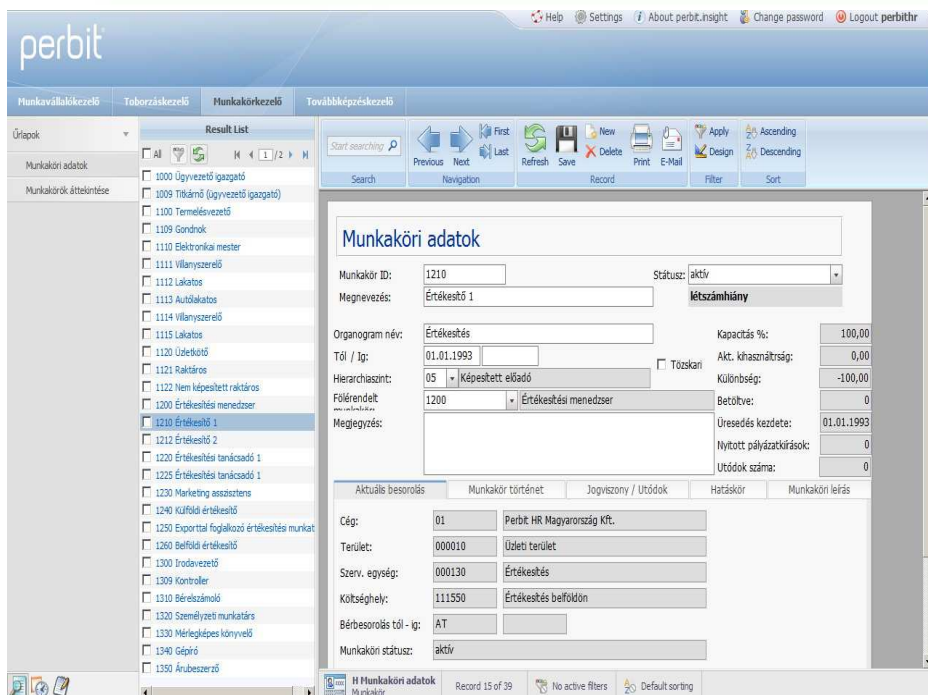 Help Settings About perbit.insight Change password Logout perbithr
perbit
Munkavállalókezelő Toborzáskezelő Munkakörkezelő Továbbképzéskezelő
Űrlapok
Munkaköri adatok
Munkakörök áttekintése
Result List
All 1 /2
1000 Ügyvezető igazgató
1009 Titkárnő (ügyvezető igazgató)
1100 Termelésvezető
1109 Gondnok
1110 Elektronikai mester
1111 Villanyszerelő
1112 Lakatos
1113 Autólakatos
1114 Villanyszerelő
1115 Lakatos
1120 Üzletkötő
1121 Raktáros
1122 Nem képesített raktáros
1200 Értékesítési menedzser
1210 Értékesítő 1
1212 Értékesítő 2
1220 Értékesítési tanácsadó 1
1225 Értékesítési tanácsadó 1
1230 Marketing asszisztens
1240 Külföldi értékesítő
1250 Exporttal foglalkozó értékesítési munkat
1260 Belföldi értékesítő
1300 Irodavezető
1309 Kontroller
1310 Bérelszámoló
1320 Személyzeti munkatárs
1330 Mérlegképes könyvelő
1340 Gépíró
1350 Árubeszerző
Start searching
Search
Previous Next First Last
Navigation
Refresh Save New Delete Print E-Mail
Record
Apply Design
Filter
Ascending Descending
Sort
Munkaköri adatok
Munkakör ID: 1210 Státusz: aktív
Megnevezés: Értékesítő 1 létszámhiány
Organogram név: Értékesítés Kapacitás %: 100,00
Tól / Ig: 01.01.1993 Tözskari Akt. kihasználtrság: 0,00
Hierarchiaszint: 05 Képesített előadó Különbség: -100,00
Fölérendelt 1200 Értékesítési menedzser Betöltve: 0
Megjegyzés: Üresedés kezdete: 01.01.1993
Nyitott pályázatkiírások: 0
Utódok száma: 0
Aktuális besorolás Munkakör történet Jogviszony / Utódok Hatáskör Munkaköri leírás
Cég: 01 Perbit HR Magyarország Kft.
Terület: 000010 Üzleti terület
Szerv. egység: 000130 Értékesítés
Költséghely: 111550 Értékesítés belföldön
Bérbesorolás tól - ig: AT
Munkaköri státusz: aktív
H Munkaköri adatok
Munkakör
Record 15 of 39 No active filters Default sorting